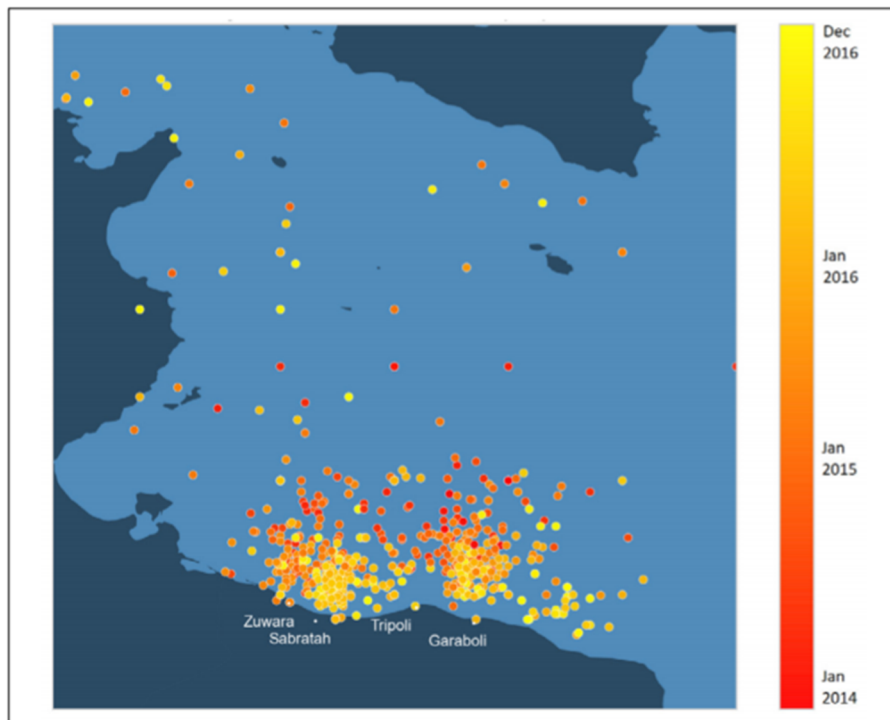 Dec
2016
Jan
2016
Jan
2015
Zuwara
Sabratah
Tripoli
Garaboli
Jan
2014